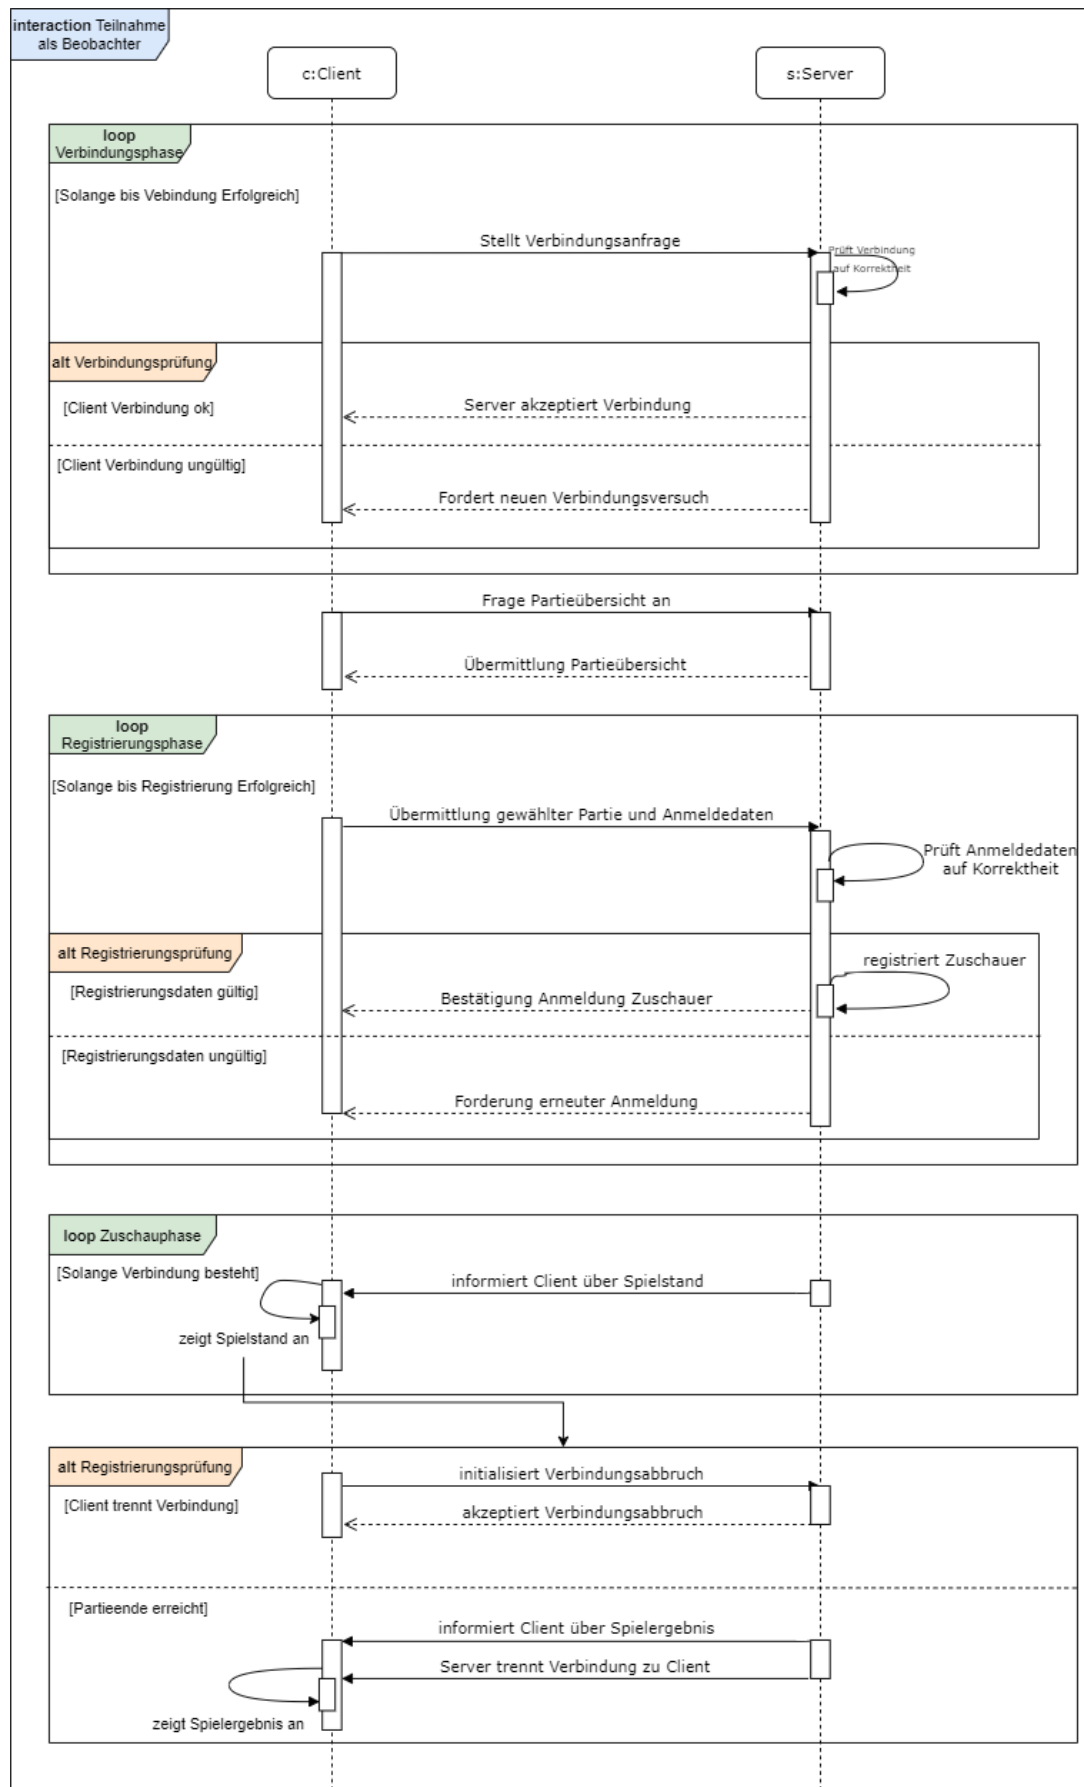 interaction Teilnahme
als Beobachter
c:Client
s:Server
loop
Verbindungsphase
[Solange bis Vebindung Erfolgreich]
Stellt Verbindungsanfrage
Prüft Verbindung
auf Korrektheit
alt Verbindungsprüfung
[Client Verbindung ok]
Server akzeptiert Verbindung
[Client Verbindung ungültig]
Fordert neuen Verbindungsversuch
Frage Partieübersicht an
Übermittlung Partieübersicht
loop
Registrierungsphase
[Solange bis Registrierung Erfolgreich]
Übermittlung gewählter Partie und Anmeldedaten
Prüft Anmeldedaten
auf Korrektheit
alt Registrierungsprüfung
registriert Zuschauer
[Registrierungsdaten gültig]
Bestätigung Anmeldung Zuschauer
[Registrierungsdaten ungültig]
Forderung erneuter Anmeldung
loop Zuschauphase
[Solange Verbindung besteht]
informiert Client über Spielstand
zeigt Spielstand an
alt Registrierungsprüfung
initialisiert Verbindungsabbruch
[Client trennt Verbindung]
akzeptiert Verbindungsabbruch
[Partieende erreicht]
informiert Client über Spielergebnis
Server trennt Verbindung zu Client
zeigt Spielergebnis an